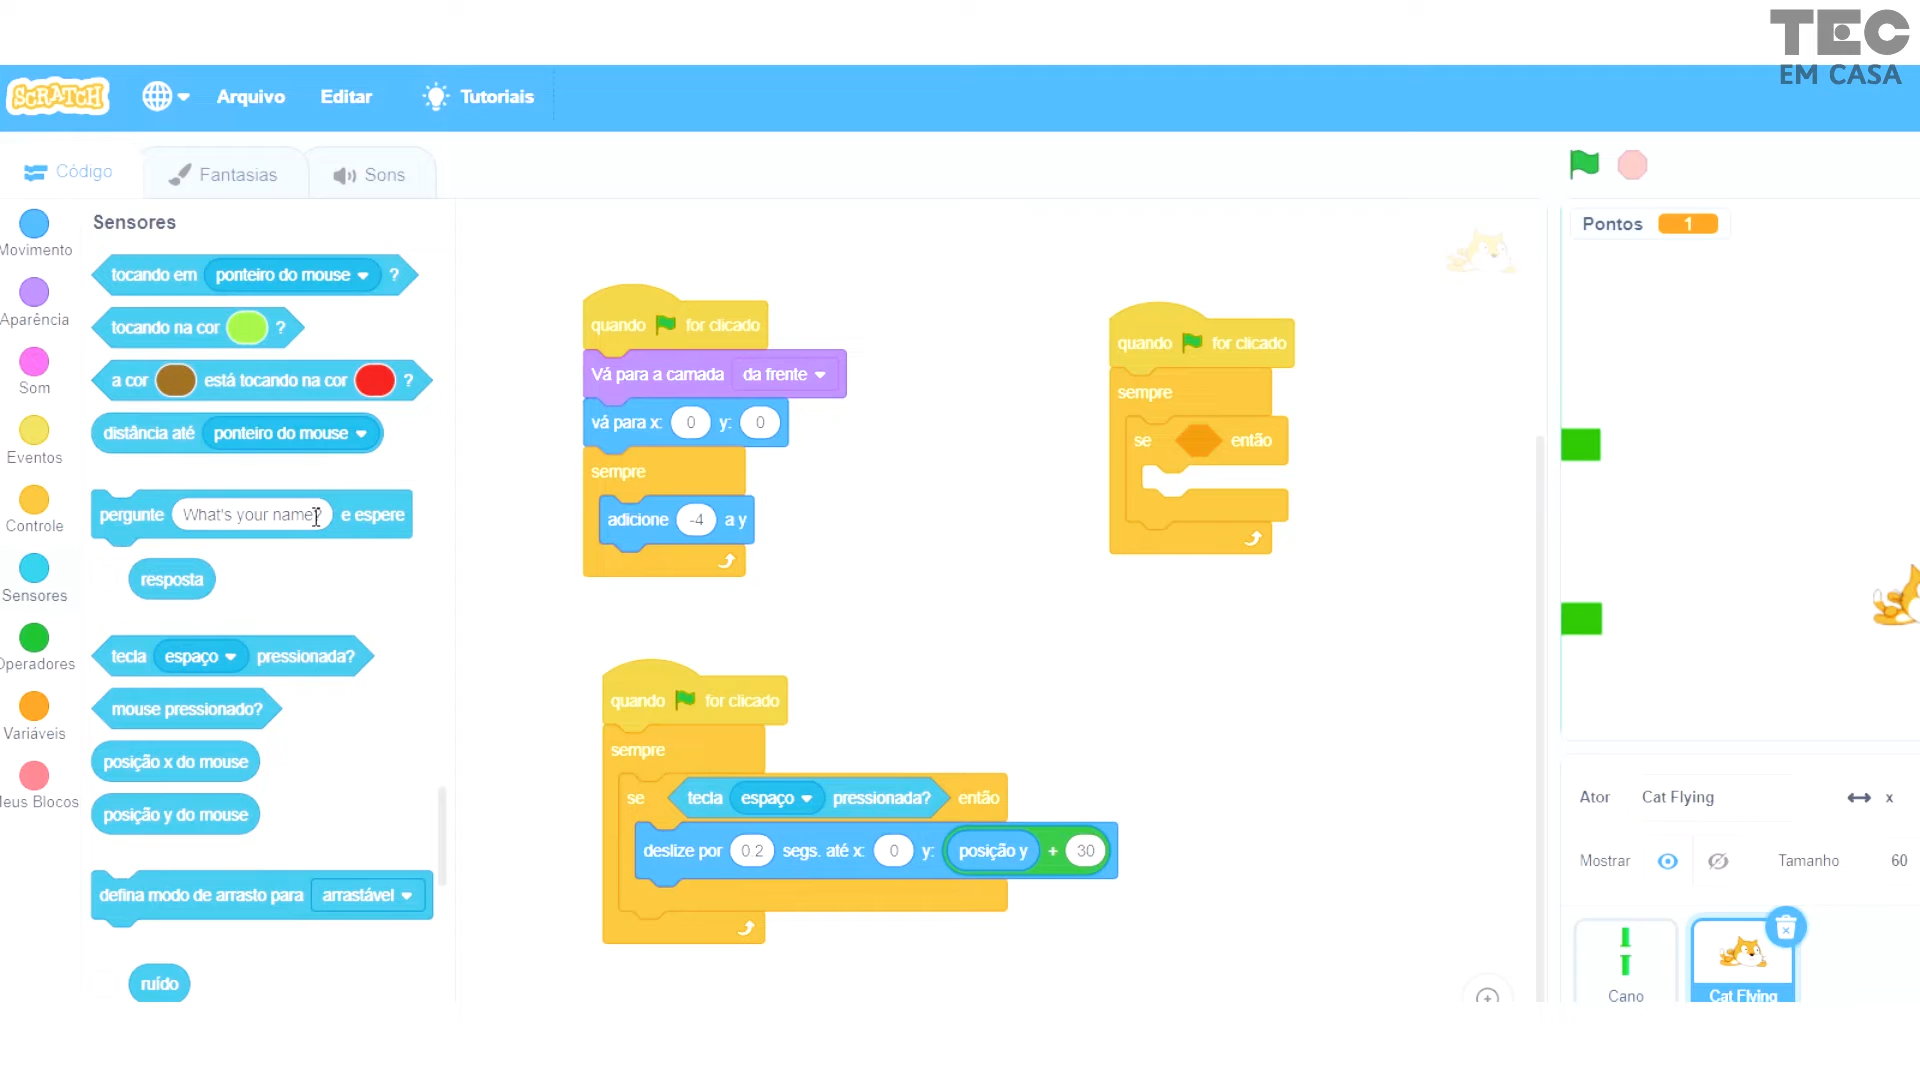 TEC
EM CASA
SCRATCH
Arquivo
Editar
Tutoriais
Código
Fantasias
Sons
Pontos 1
Movimento
Aparência
Som
Eventos
Controle
Sensores
Operadores
Variáveis
Meus Blocos
Sensores
tocando em ponteiro do mouse ?
tocando na cor ?
a cor está tocando na cor ?
distância até ponteiro do mouse
pergunte What's your name? e espere
resposta
tecla espaço pressionada?
mouse pressionado?
posição x do mouse
posição y do mouse
defina modo de arrasto para arrastável
ruído
quando for clicado
Vá para a camada da frente
vá para x: 0 y: 0
sempre
adicione -4 a y
quando for clicado
sempre
se então
quando for clicado
sempre
se tecla espaço pressionada? então
deslize por 0.2 segs. até x: 0 y: posição y + 30
Ator Cat Flying x
Mostrar Tamanho 60
Cano
Cat Flying